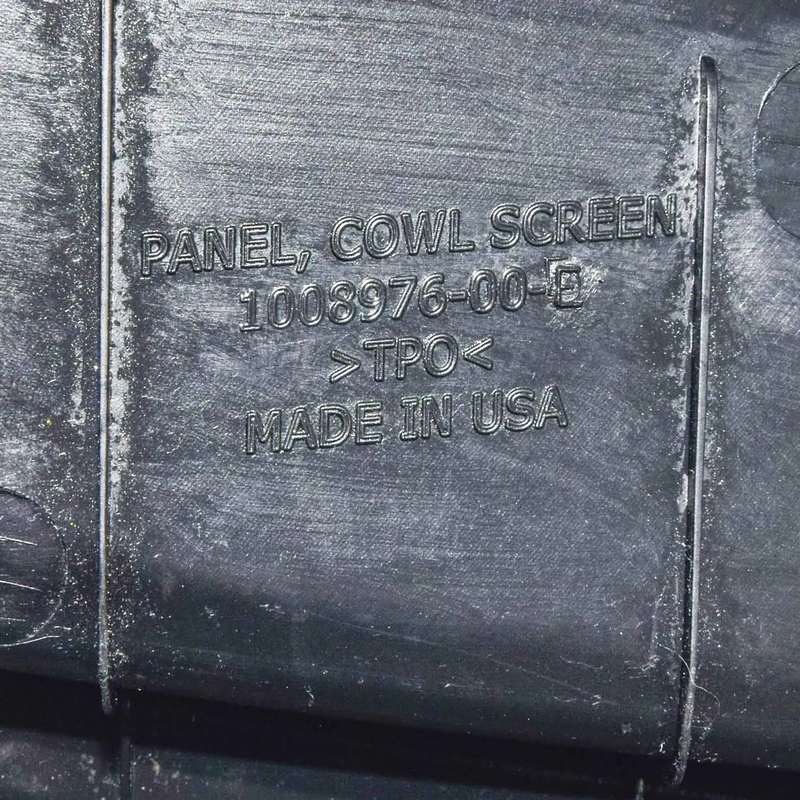 PANEL, COWL SCREEN
1008976-00-E
>TPO<
MADE IN USA